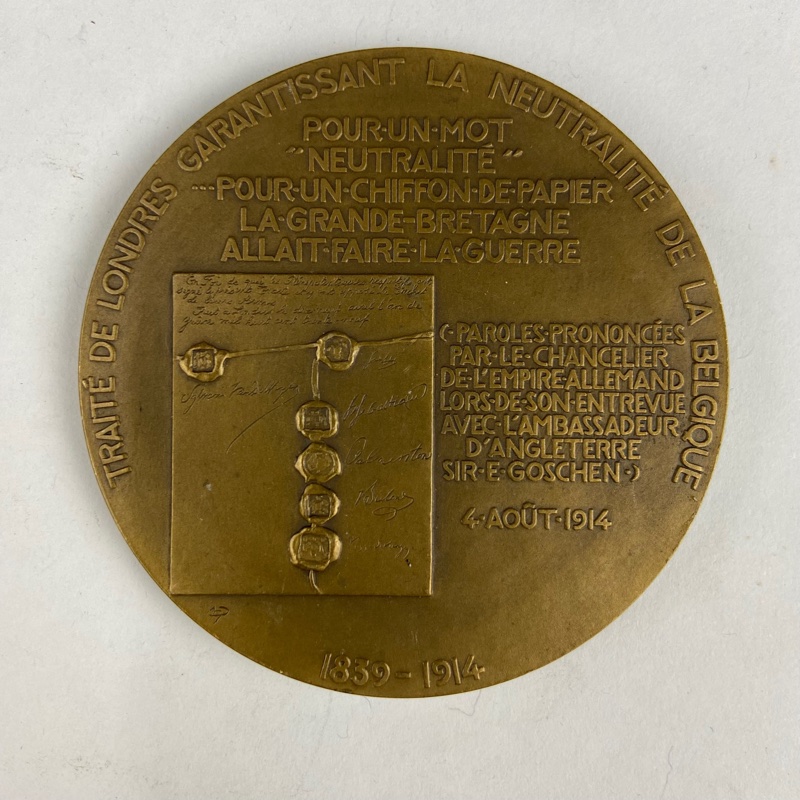 TRAITÉ DE LONDRES GARANTISSANT LA NEUTRALITÉ DE LA BELGIQUE
POUR·UN·MOT
"NEUTRALITÉ"
···POUR·UN·CHIFFON·DE·PAPIER
LA·GRANDE-BRETAGNE
ALLAIT·FAIRE·LA·GUERRE
(·PAROLES·PRONONCÉES
PAR·LE·CHANCELIER
DE·L'EMPIRE·ALLEMAND
LORS·DE·SON·ENTREVUE
AVEC·L'AMBASSADEUR
D'ANGLETERRE
SIR·E·GOSCHEN·)
4·AOÛT·1914
Palmerston
1839-1914